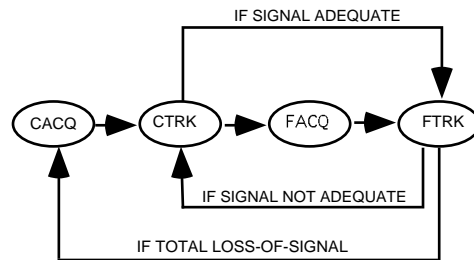 IF SIGNAL ADEQUATE
CACQ
CTRK
FACQ
FTRK
IF SIGNAL NOT ADEQUATE
IF TOTAL LOSS-OF-SIGNAL